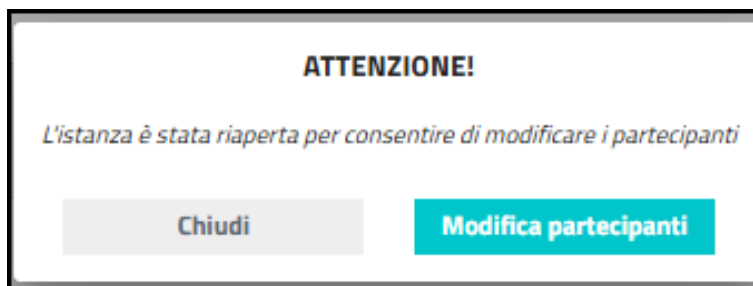 ATTENZIONE!
L'istanza è stata riaperta per consentire di modificare i partecipanti
Chiudi
Modifica partecipanti